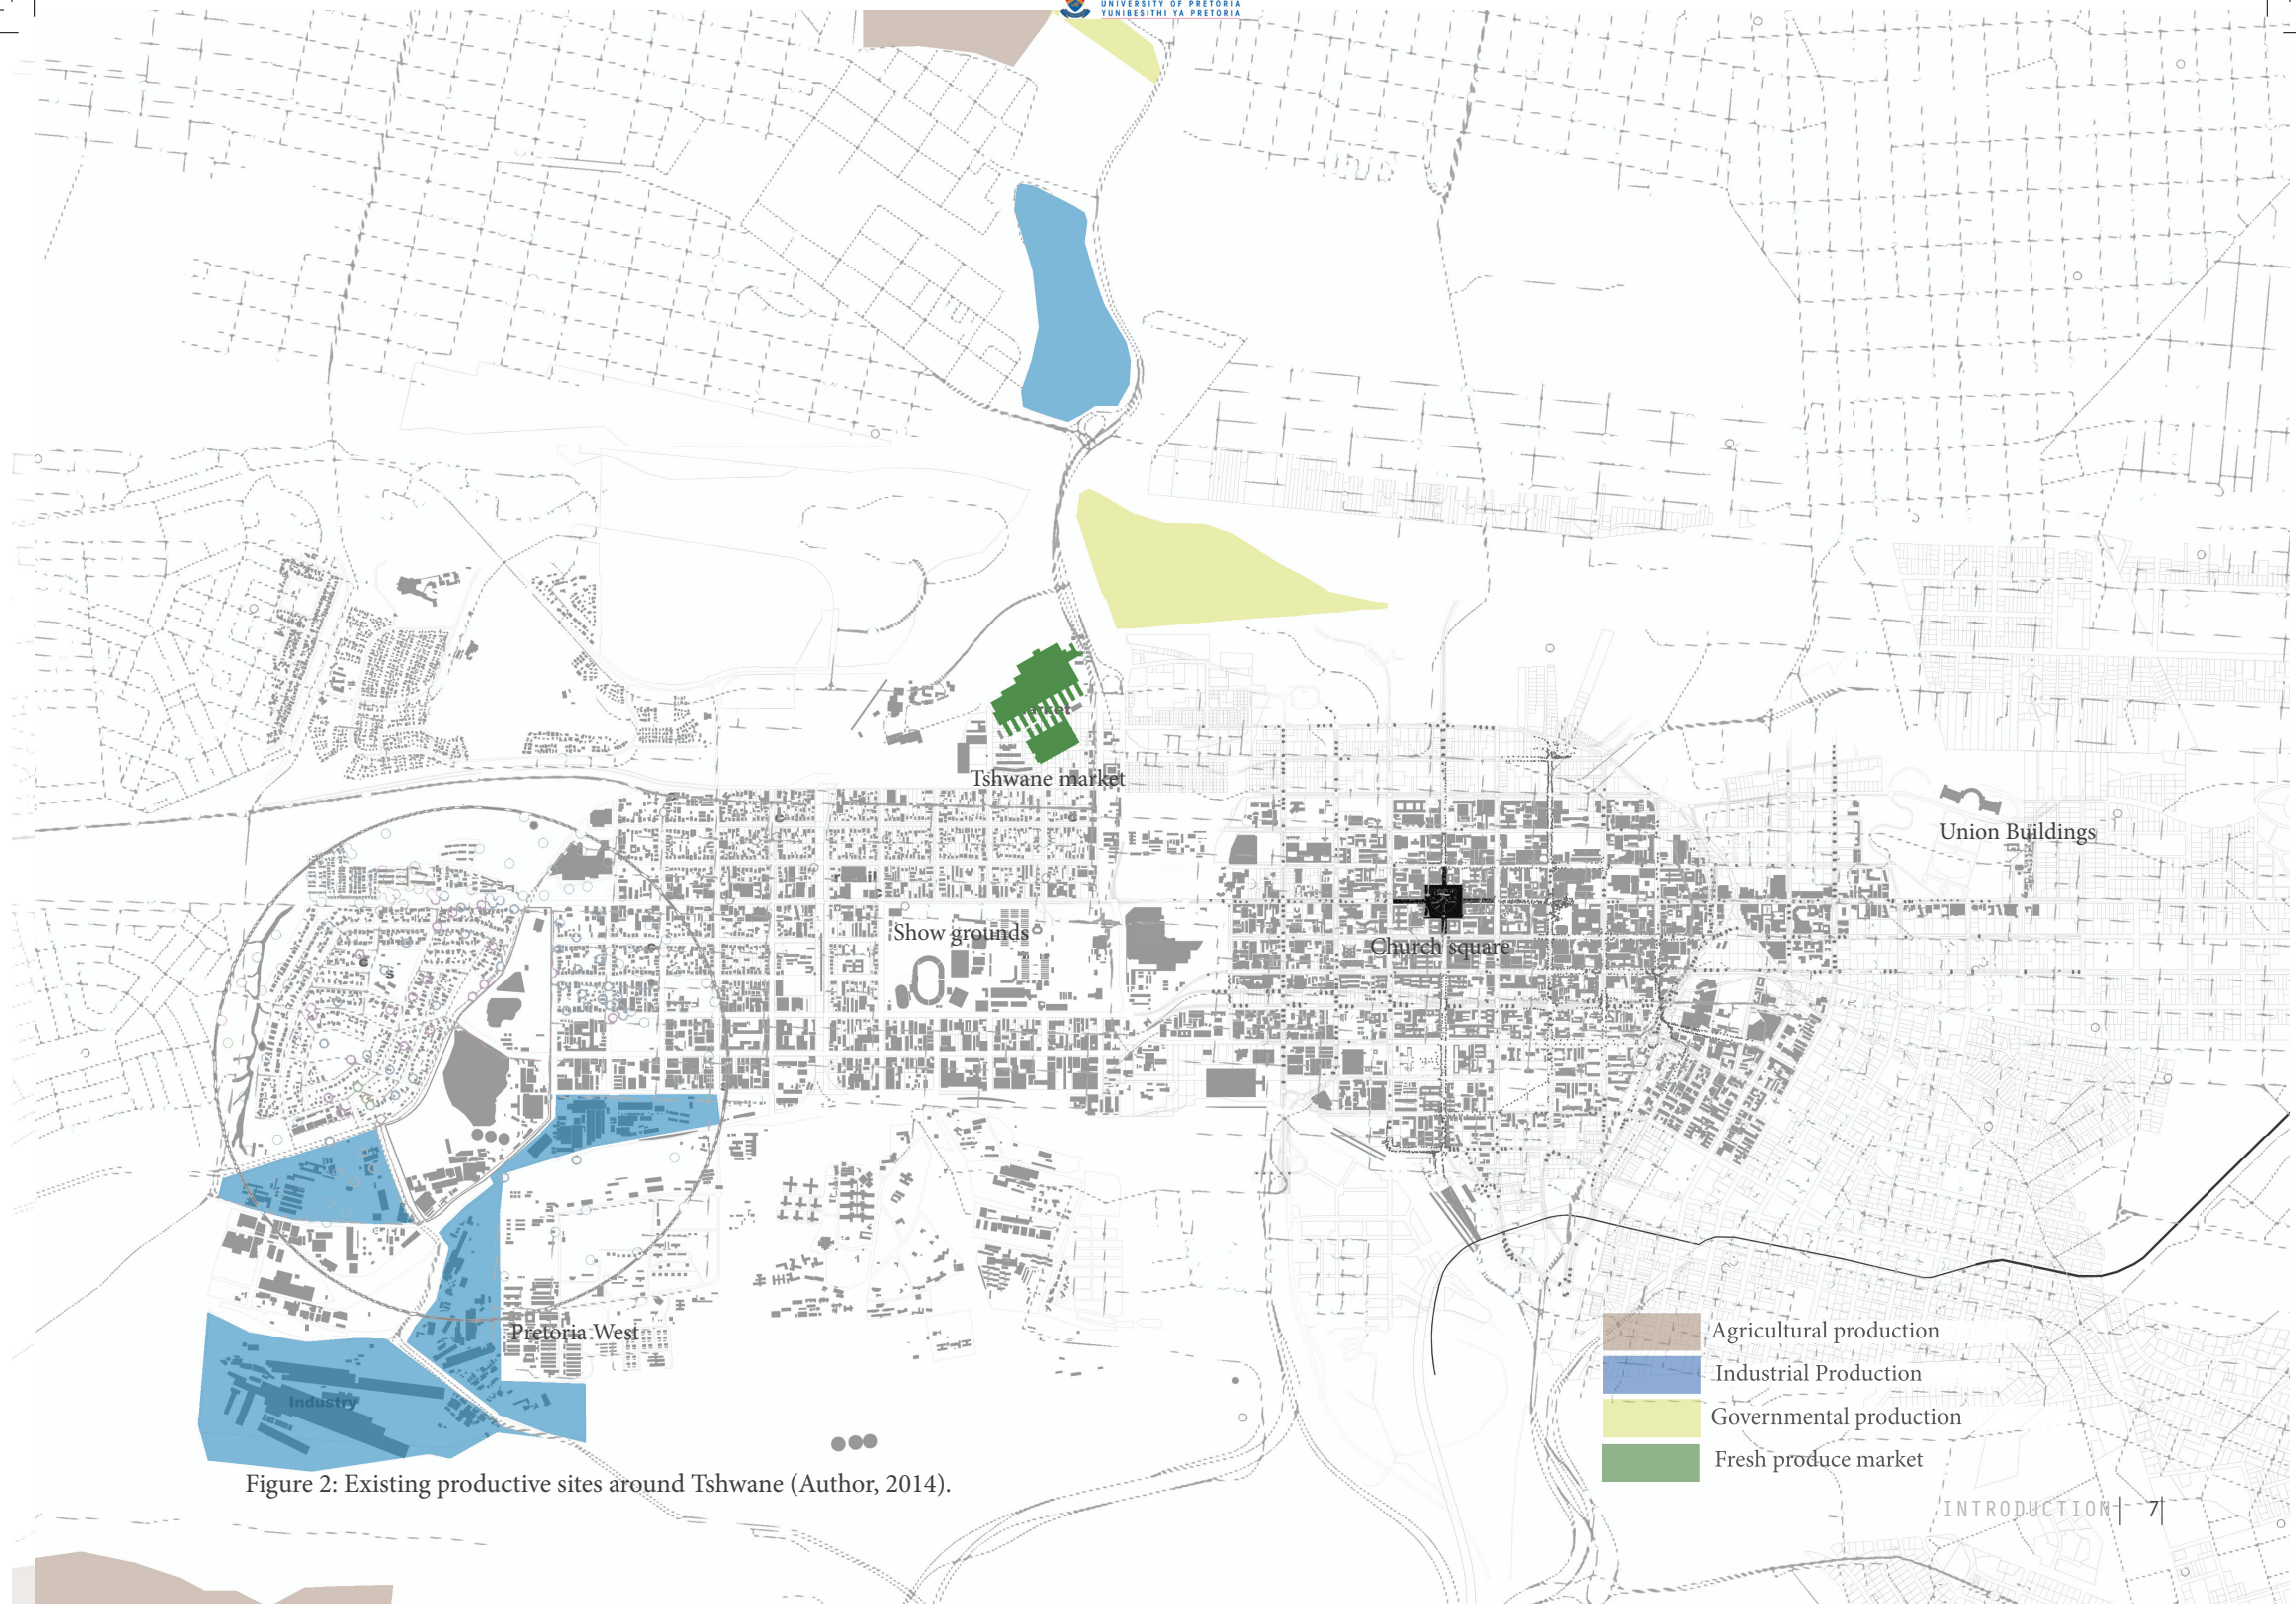 UNIVERSITY OF PRETORIA
YUNIBESITHI YA PRETORIA
Tshwane market
Union Buildings
Show grounds
Church square
Pretoria West
Industry
Agricultural production
Industrial Production
Governmental production
Fresh produce market
Figure 2: Existing productive sites around Tshwane (Author, 2014).
INTRODUCTION| 7|